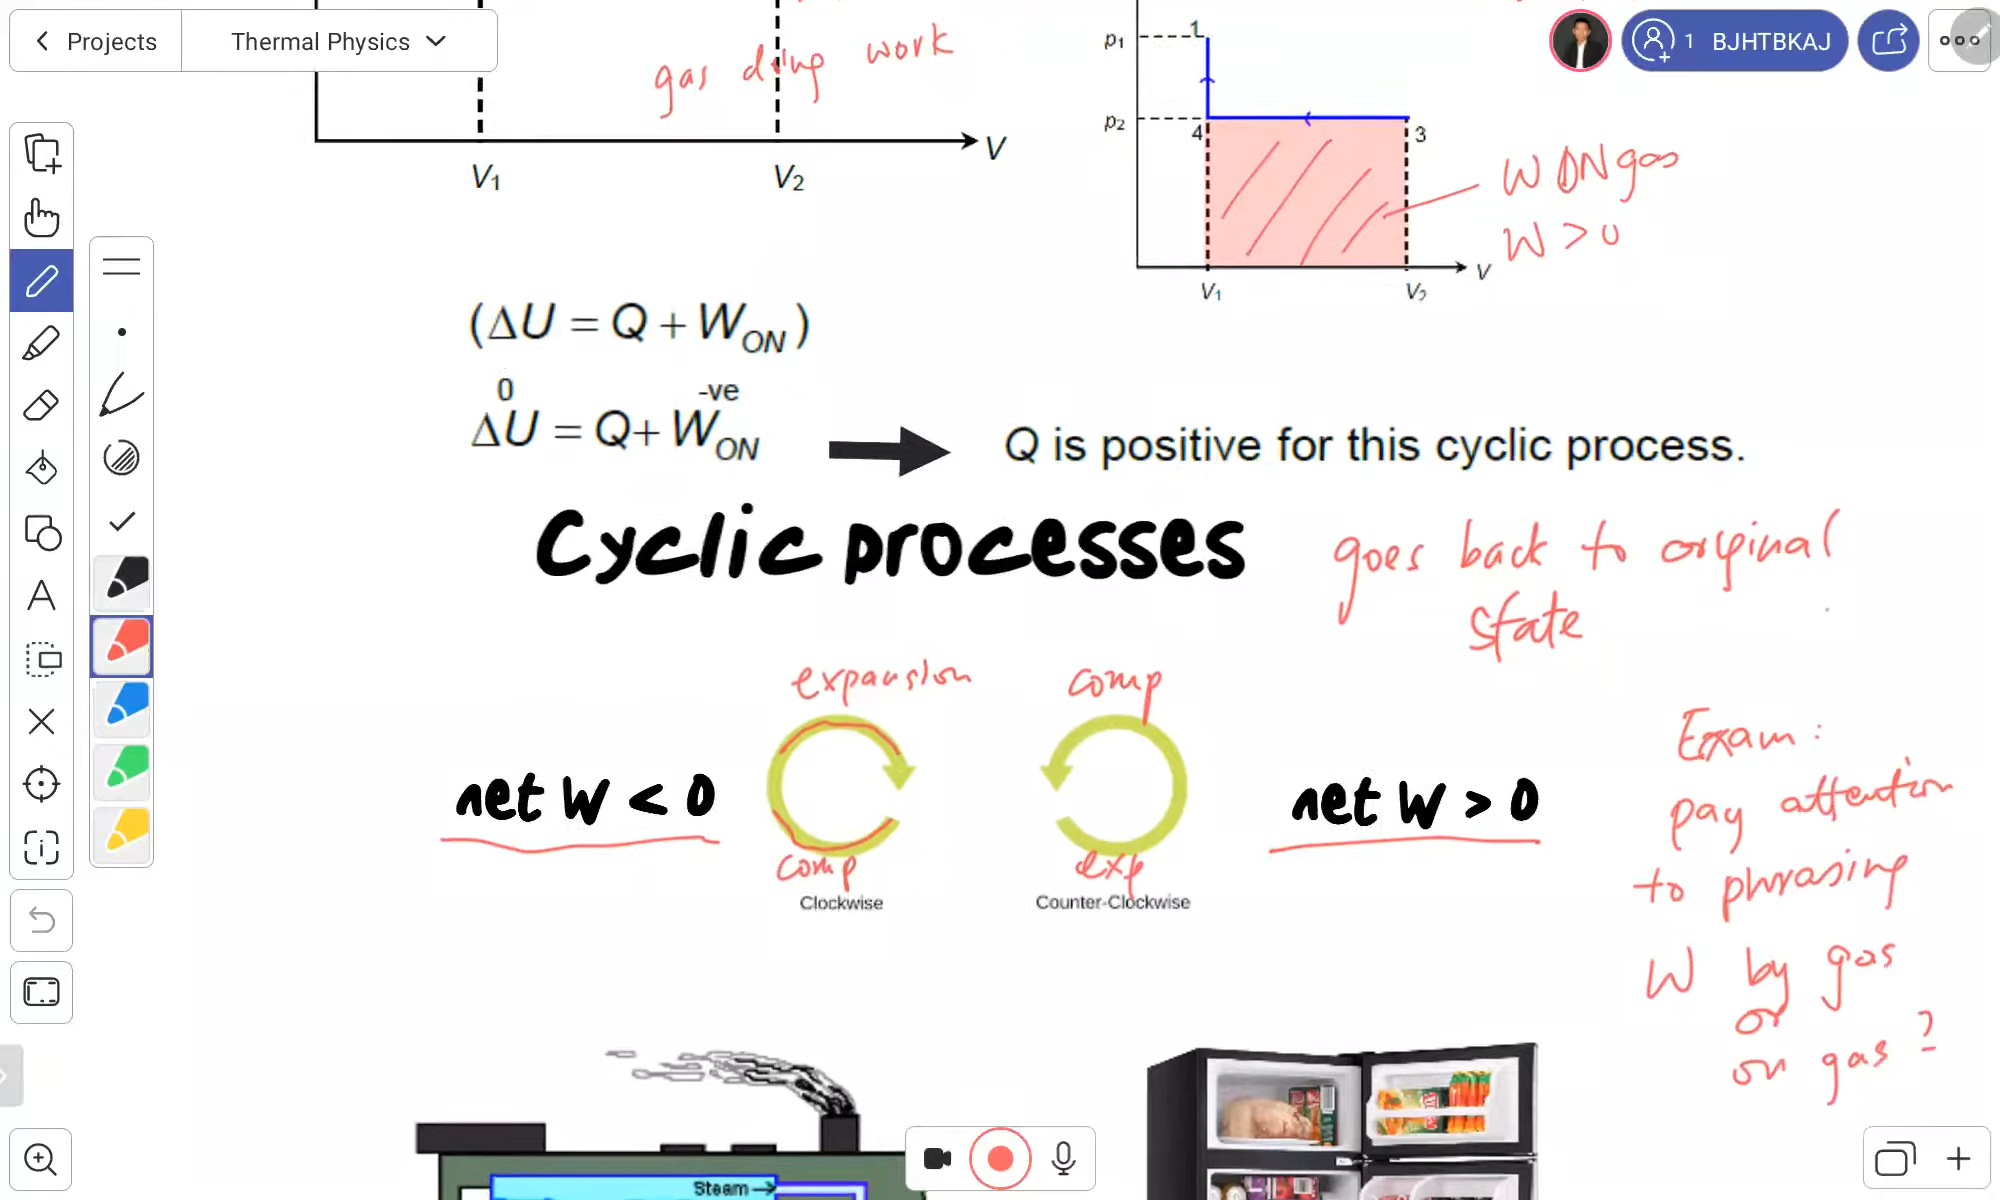 Projects
Thermal Physics
1 BJHTBKAJ
gas doing work
V
V1
V2
p1
1
p2
4
3
V
V1
V2
W ON gas
W > 0
(ΔU = Q + WON)
0
-ve
ΔU = Q+ WON
Q is positive for this cyclic process.
Cyclic processes
goes back to original
state
expansion
comp
net W < 0
net W > 0
comp
exp
Clockwise
Counter-Clockwise
Exam:
pay attention
to phrasing
W by gas
or
on gas?
Steam